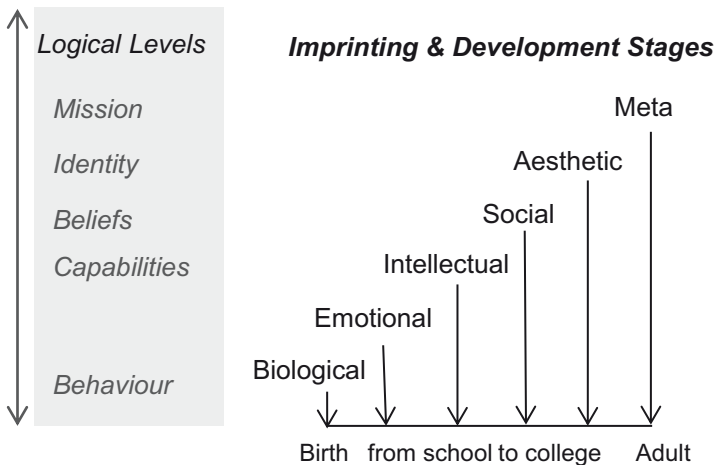 Logical Levels
Imprinting & Development Stages
Mission
Meta
Identity
Aesthetic
Beliefs
Social
Capabilities
Intellectual
Emotional
Biological
Behaviour
Birth from school to college Adult